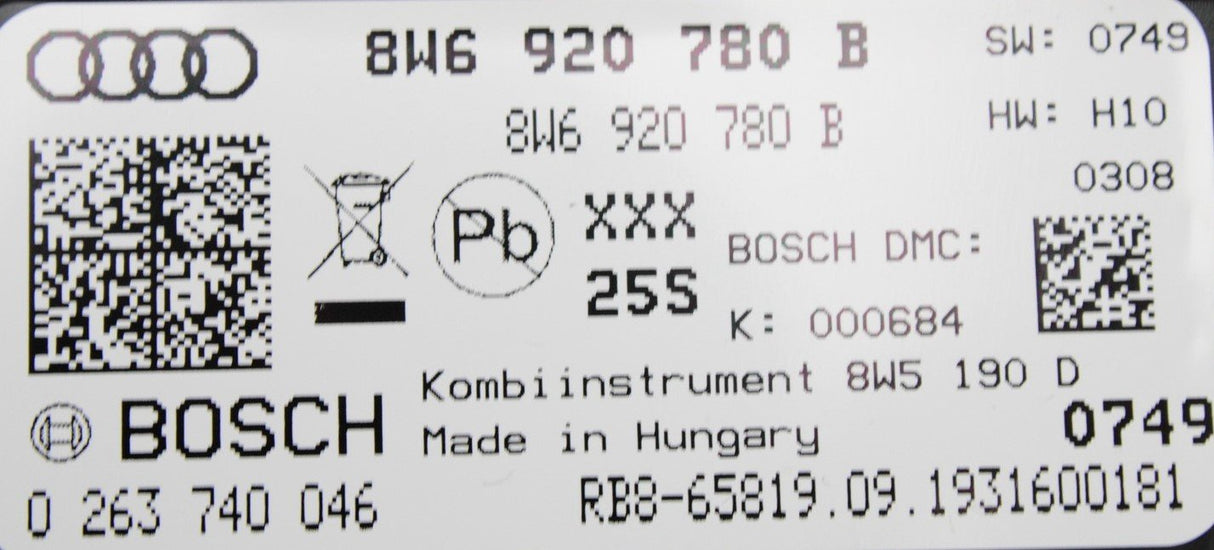 8W6 920 780 B
SW: 0749
8W6 920 780 B
HW: H10
0308
Pb
XXX
25S
BOSCH DMC:
K: 000684
Kombiinstrument 8W5 190 D
BOSCH
Made in Hungary
0749
0 263 740 046
RB8-65819.09.1931600181